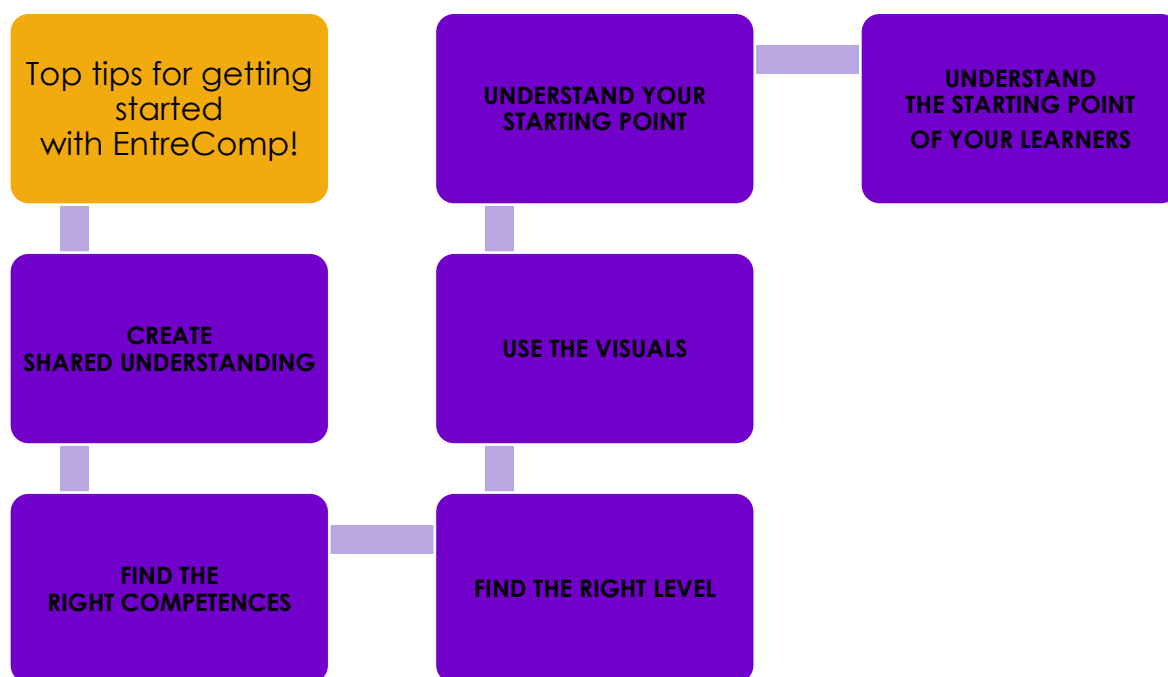 Top tips for getting
started
with EntreComp!
CREATE
SHARED UNDERSTANDING
FIND THE
RIGHT COMPETENCES
FIND THE RIGHT LEVEL
USE THE VISUALS
UNDERSTAND YOUR
STARTING POINT
UNDERSTAND
THE STARTING POINT
OF YOUR LEARNERS